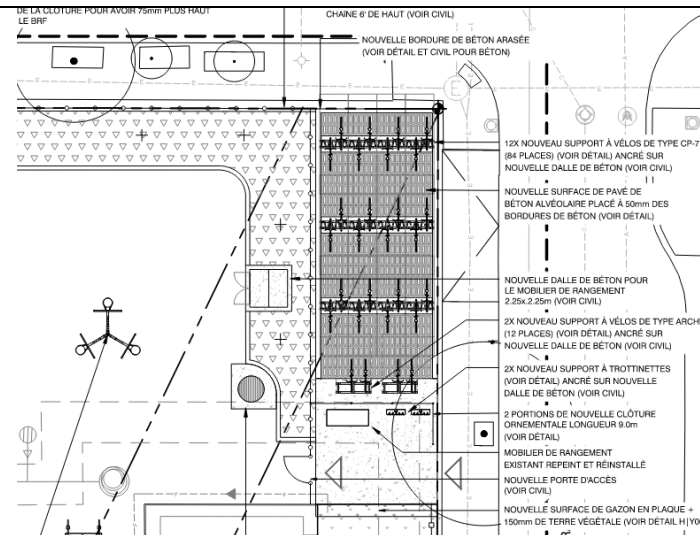 DE LA CLOTURE POUR AVOIR 75mm PLUS HAUT
LE BRF
CHAINE 6' DE HAUT (VOIR CIVIL)
NOUVELLE BORDURE DE BÉTON ARASÉE
(VOIR DÉTAIL ET CIVIL POUR BÉTON)
12X NOUVEAU SUPPORT À VÉLOS DE TYPE CP-7
(84 PLACES) (VOIR DÉTAIL) ANCRÉ SUR
NOUVELLE DALLE DE BÉTON (VOIR CIVIL)
NOUVELLE SURFACE DE PAVÉ DE
BÉTON ALVÉOLAIRE PLACÉ À 50mm DES
BORDURES DE BÉTON (VOIR DÉTAIL)
NOUVELLE DALLE DE BÉTON POUR
LE MOBILIER DE RANGEMENT
2.25x.2.25m (VOIR CIVIL)
2X NOUVEAU SUPPORT À VÉLOS DE TYPE ARCH
(12 PLACES) (VOIR DÉTAIL) ANCRÉ SUR
NOUVELLE DALLE DE BÉTON (VOIR CIVIL)
2X NOUVEAU SUPPORT À TROTTINETTES
(VOIR DÉTAIL) ANCRÉ SUR NOUVELLE
DALLE DE BÉTON (VOIR CIVIL)
2 PORTIONS DE NOUVELLE CLÔTURE
ORNEMENTALE LONGUEUR 9.0m
(VOIR DÉTAIL)
MOBILIER DE RANGEMENT
EXISTANT REPEINT ET RÉINSTALLÉ
NOUVELLE PORTE D'ACCÈS
(VOIR CIVIL)
NOUVELLE SURFACE DE GAZON EN PLAQUE +
150mm DE TERRE VÉGÉTALE (VOIR DÉTAIL H